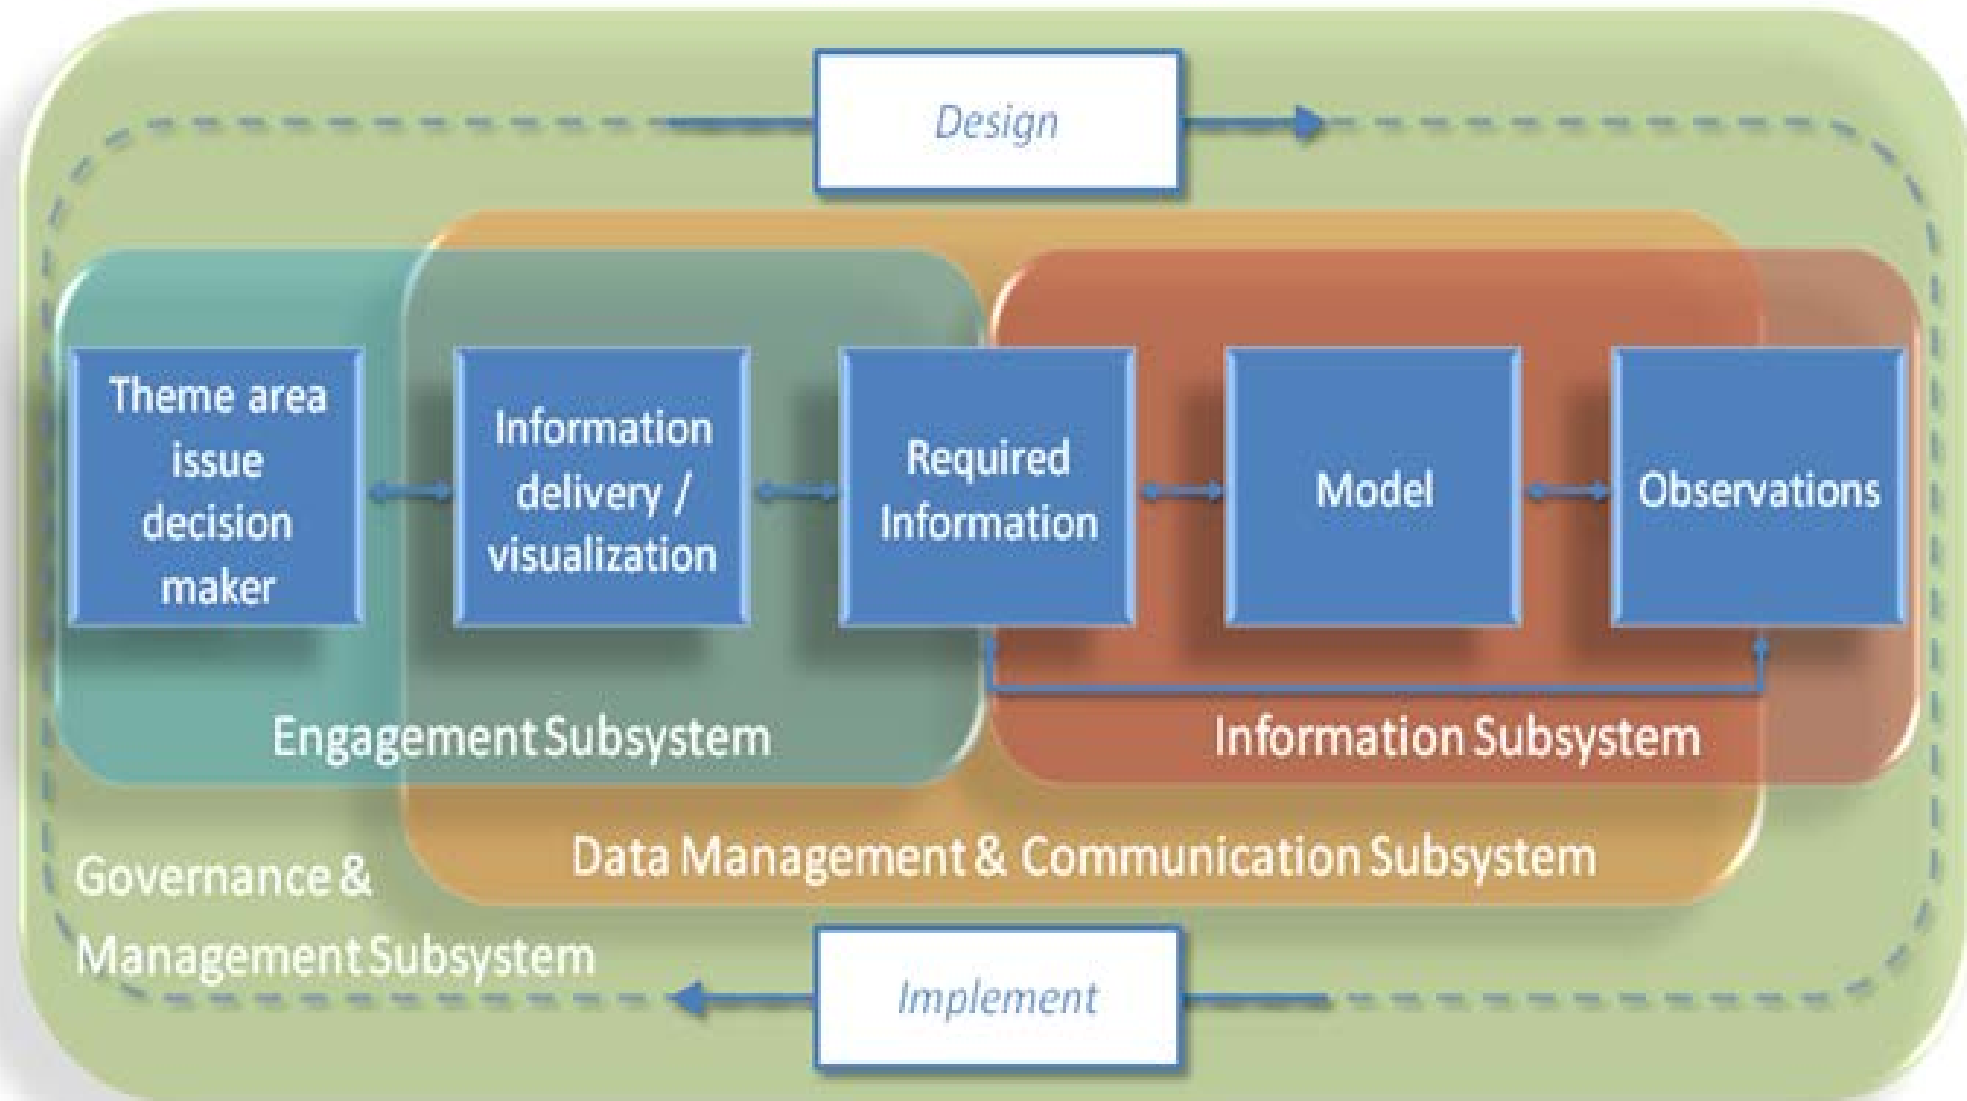 Design
Theme area
issue
decision
maker
Information
delivery /
visualization
Required
Information
Model
Observations
Engagement Subsystem
Information Subsystem
Data Management & Communication Subsystem
Governance &
Management Subsystem
Implement